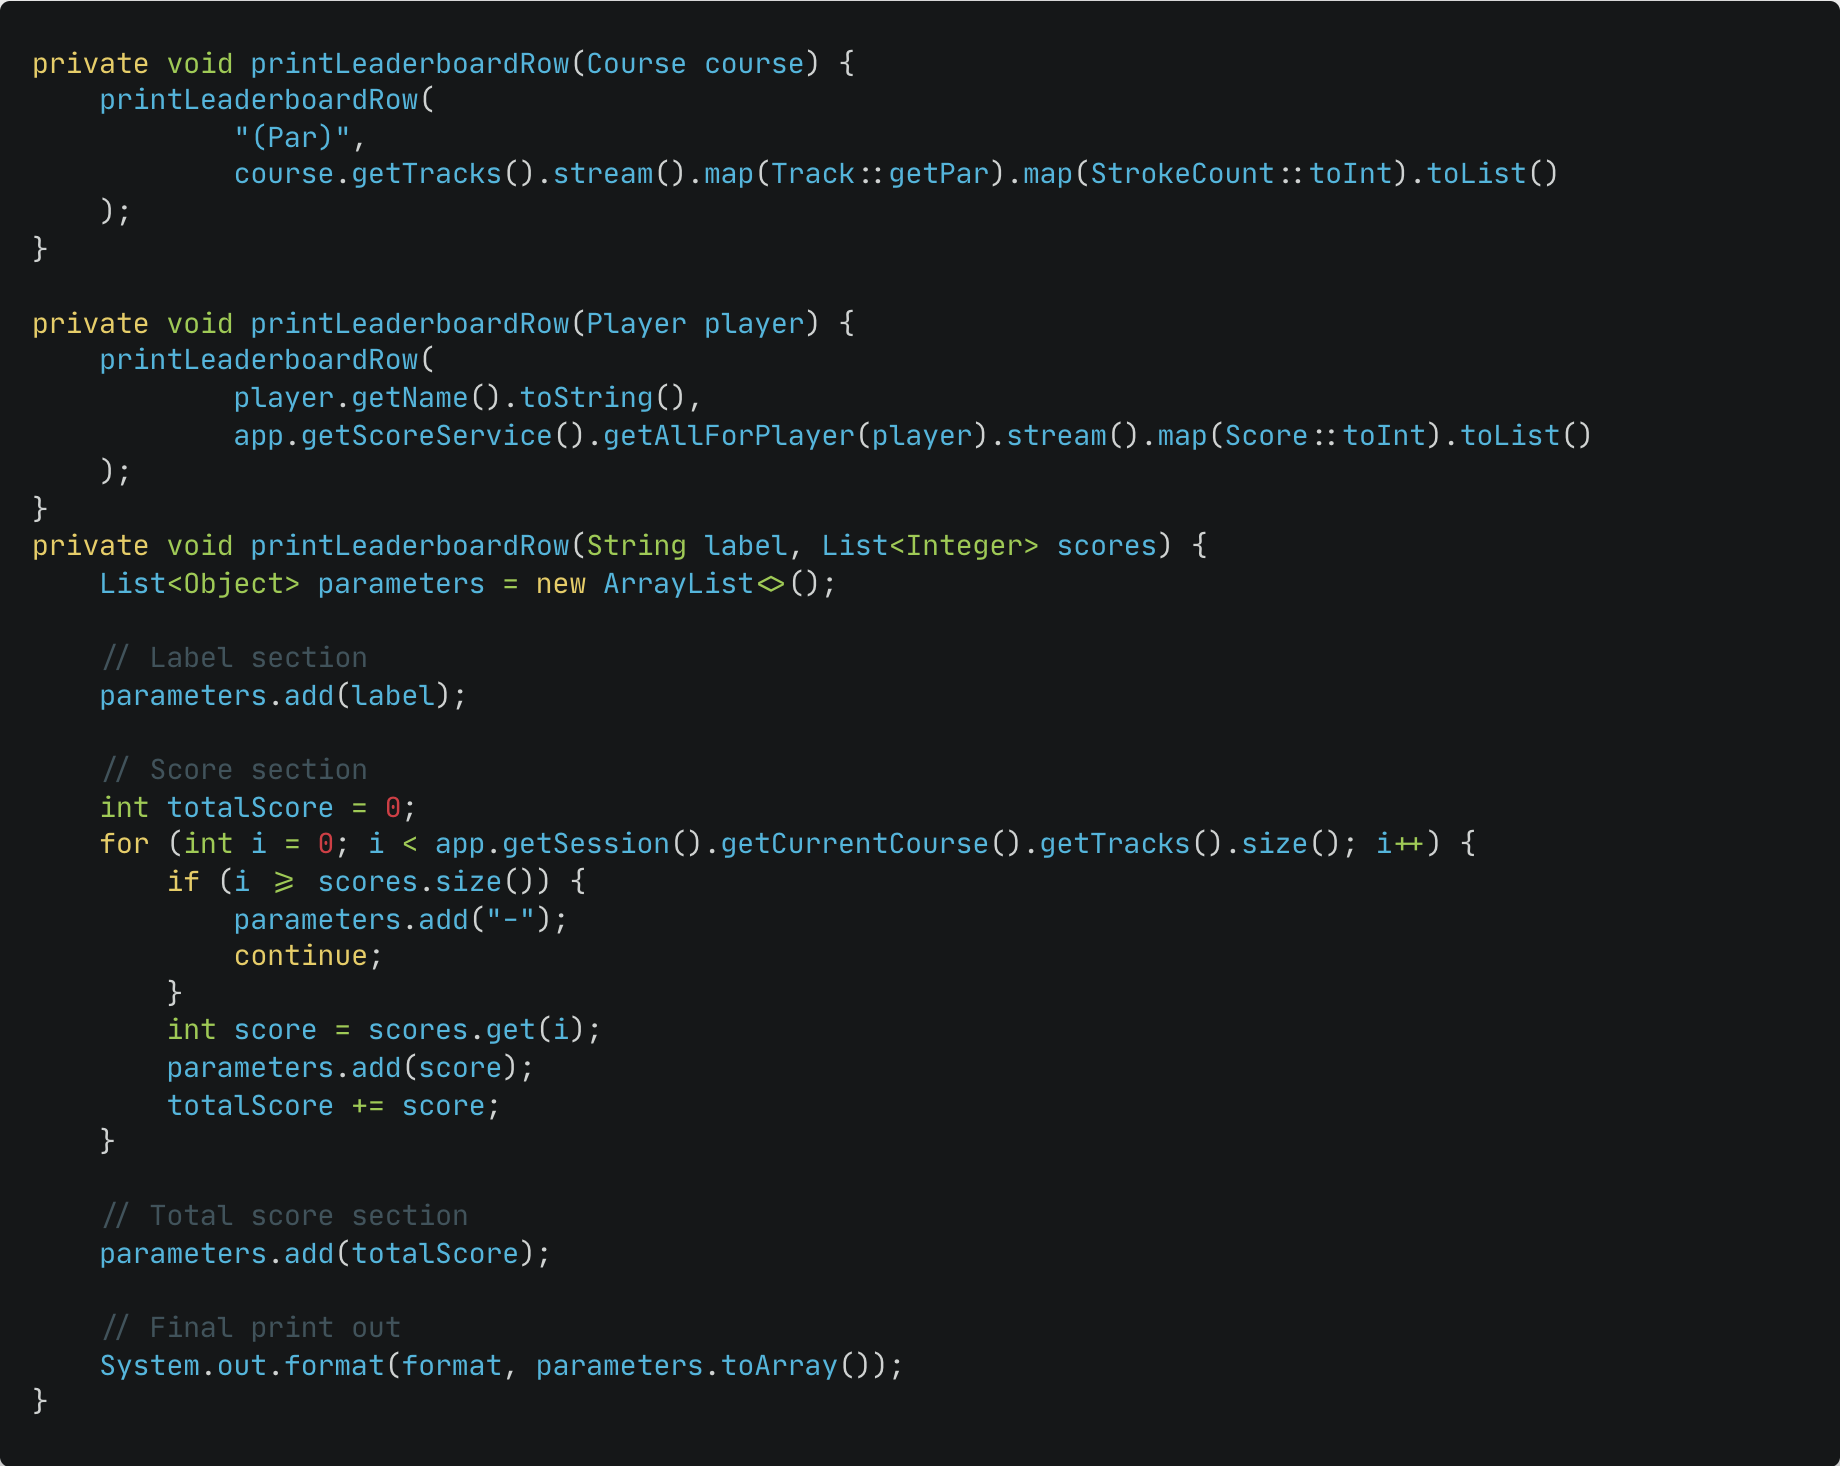 private void printLeaderboardRow(Course course) {
    printLeaderboardRow(
            "(Par)",
            course.getTracks().stream().map(Track::getPar).map(StrokeCount::toInt).toList()
    );
}

private void printLeaderboardRow(Player player) {
    printLeaderboardRow(
            player.getName().toString(),
            app.getScoreService().getAllForPlayer(player).stream().map(Score::toInt).toList()
    );
}
private void printLeaderboardRow(String label, List<Integer> scores) {
    List<Object> parameters = new ArrayList<>();

    // Label section
    parameters.add(label);

    // Score section
    int totalScore = 0;
    for (int i = 0; i < app.getSession().getCurrentCourse().getTracks().size(); i++) {
        if (i >= scores.size()) {
            parameters.add("-");
            continue;
        }
        int score = scores.get(i);
        parameters.add(score);
        totalScore += score;
    }

    // Total score section
    parameters.add(totalScore);

    // Final print out
    System.out.format(format, parameters.toArray());
}